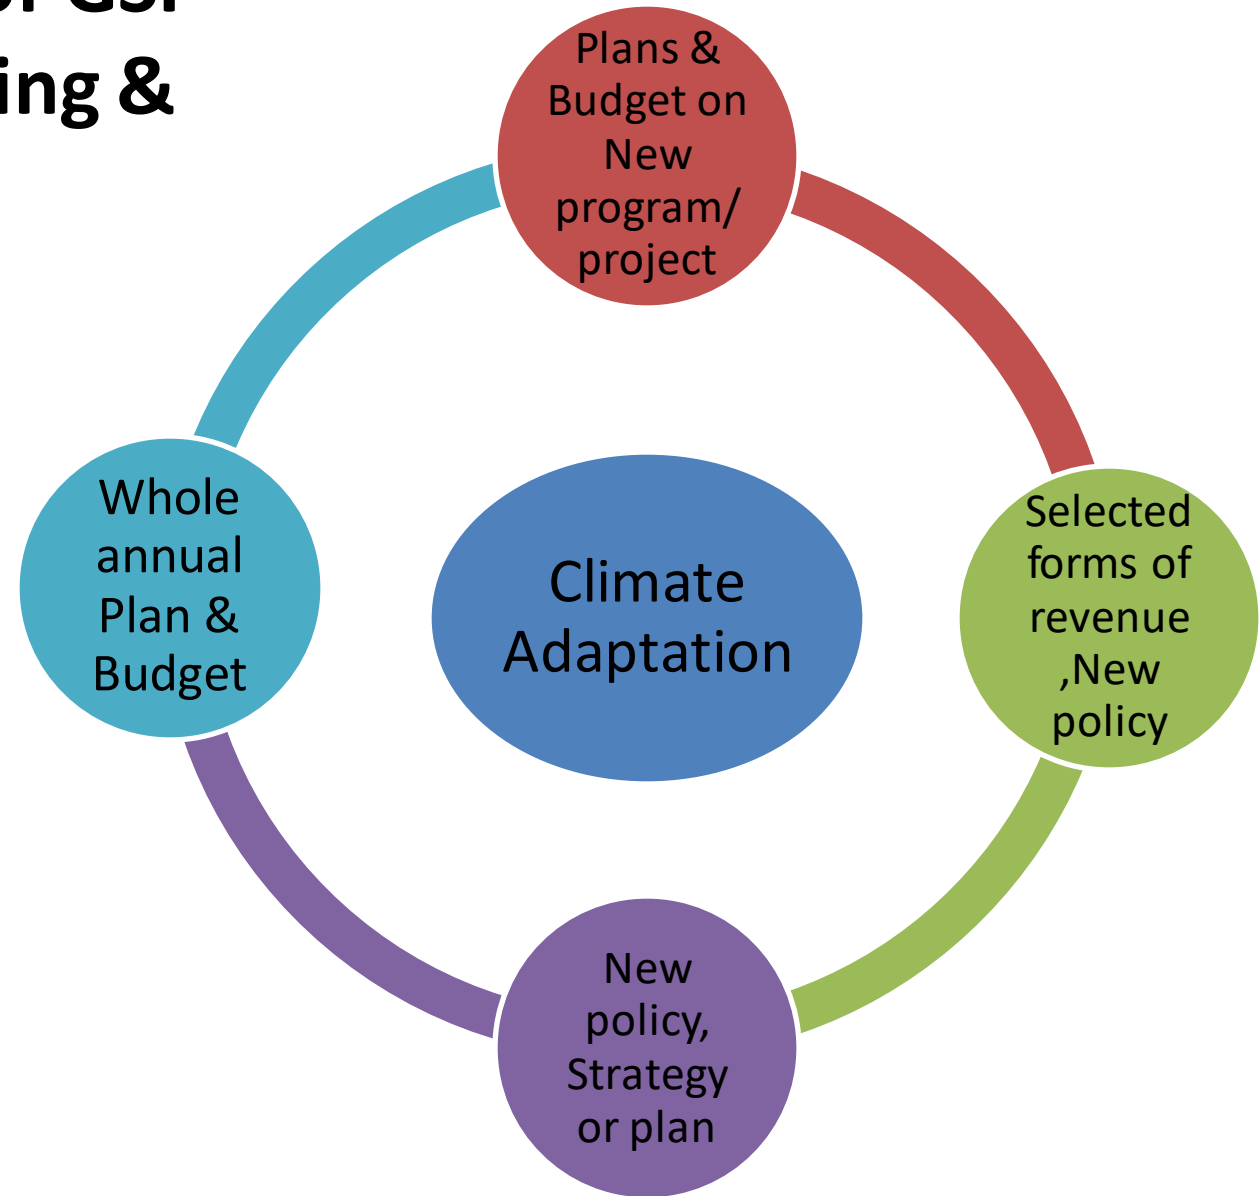 ing &
Plans &
Budget on
New
program/
project
Whole
annual
Plan &
Budget
Climate
Adaptation
Selected
forms of
revenue
,New
policy
New
policy,
Strategy
or plan